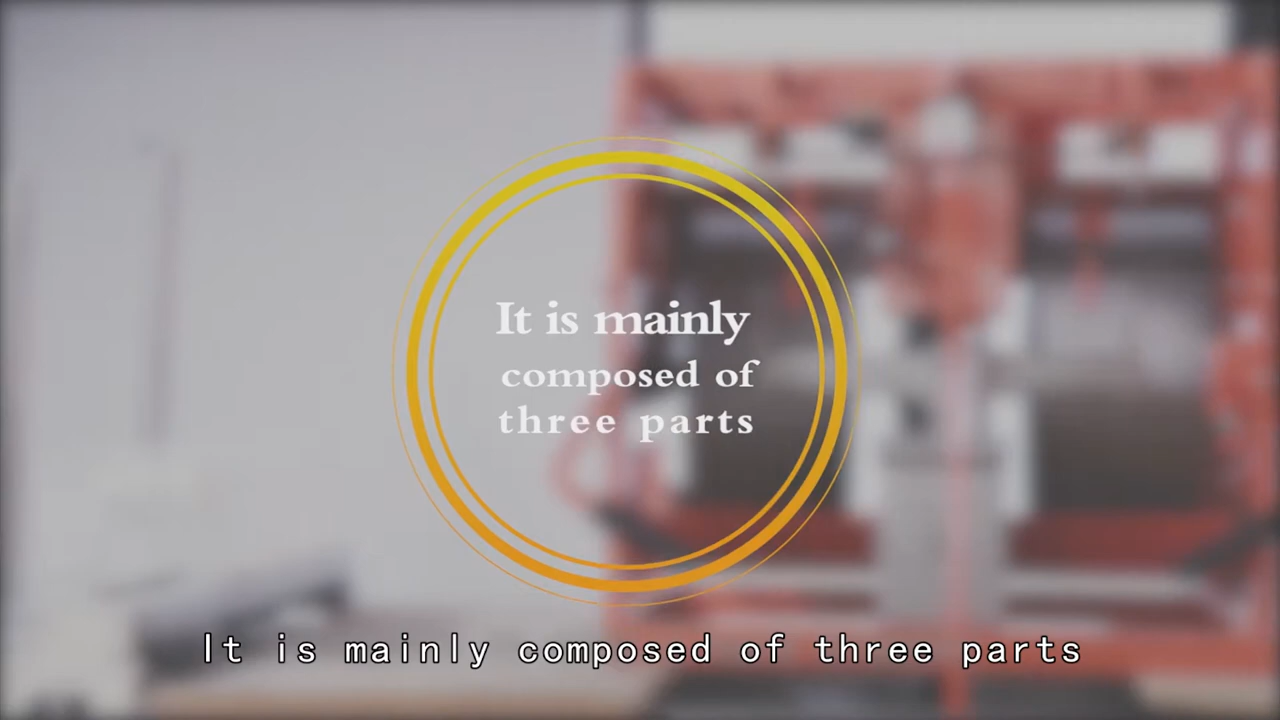 It is mainly
composed of
three parts
It is mainly composed of three parts